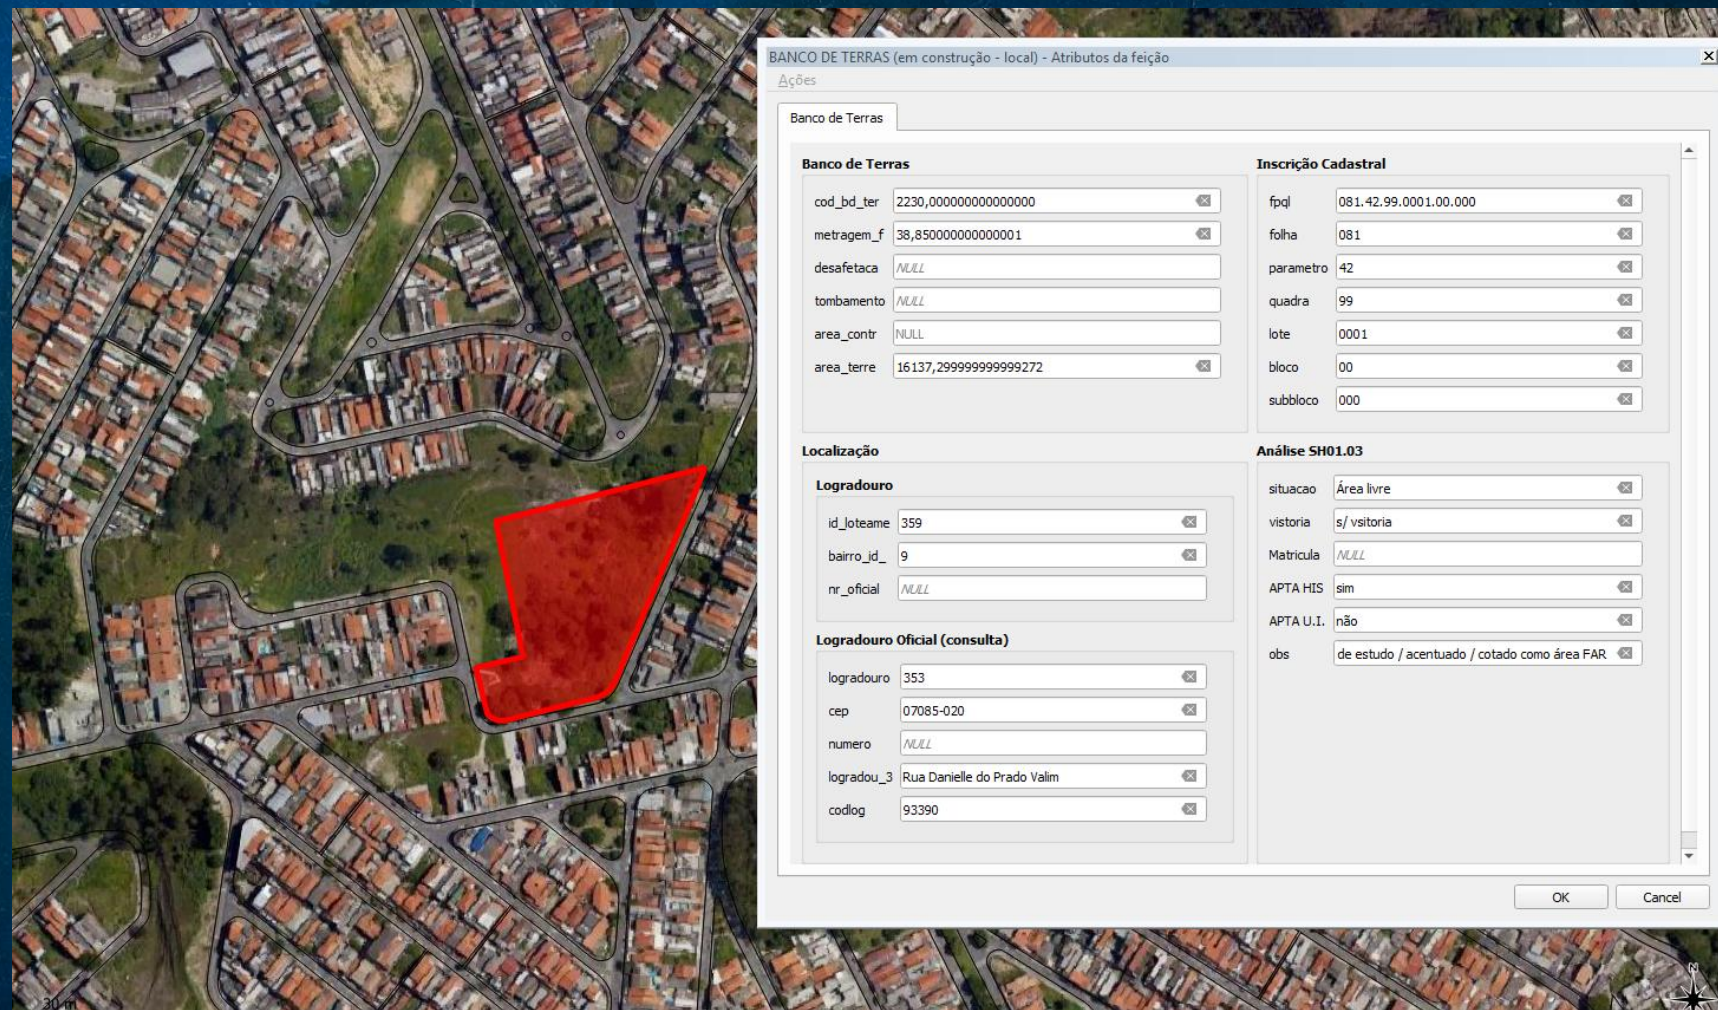 BANCO DE TERRAS (em construção - local) - Atributos da feição
Ações
Banco de Terras
Banco de Terras
cod_bd_ter 2230,000000000000000
metragem_f 38,850000000000001
desafetaca NULL
tombamento NULL
area_contr NULL
area_terre 16137,299999999999272
Inscrição Cadastral
fpql 081.42.99.0001.00.000
folha 081
parametro 42
quadra 99
lote 0001
bloco 00
subbloco 000
Localização
Logradouro
id_loteame 359
bairro_id_ 9
nr_oficial NULL
Logradouro Oficial (consulta)
logradouro 353
cep 07085-020
numero NULL
logradou_3 Rua Danielle do Prado Valim
codlog 93390
Análise SH01.03
situacao Área livre
vistoria s/ vsitoria
Matricula NULL
APTA HIS sim
APTA U.I. não
obs de estudo / acentuado / cotado como área FAR
OK Cancel
30 m
N